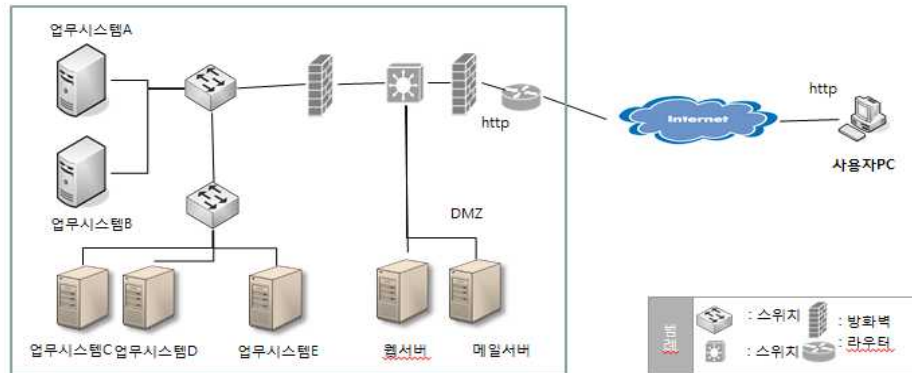 업무시스템A
http
http
Internet
사용자PC
업무시스템B
DMZ
업무시스템C
업무시스템D
업무시스템E
웹서버
메일서버
범례
: 스위치
: 방화벽
: 스위치
: 라우터